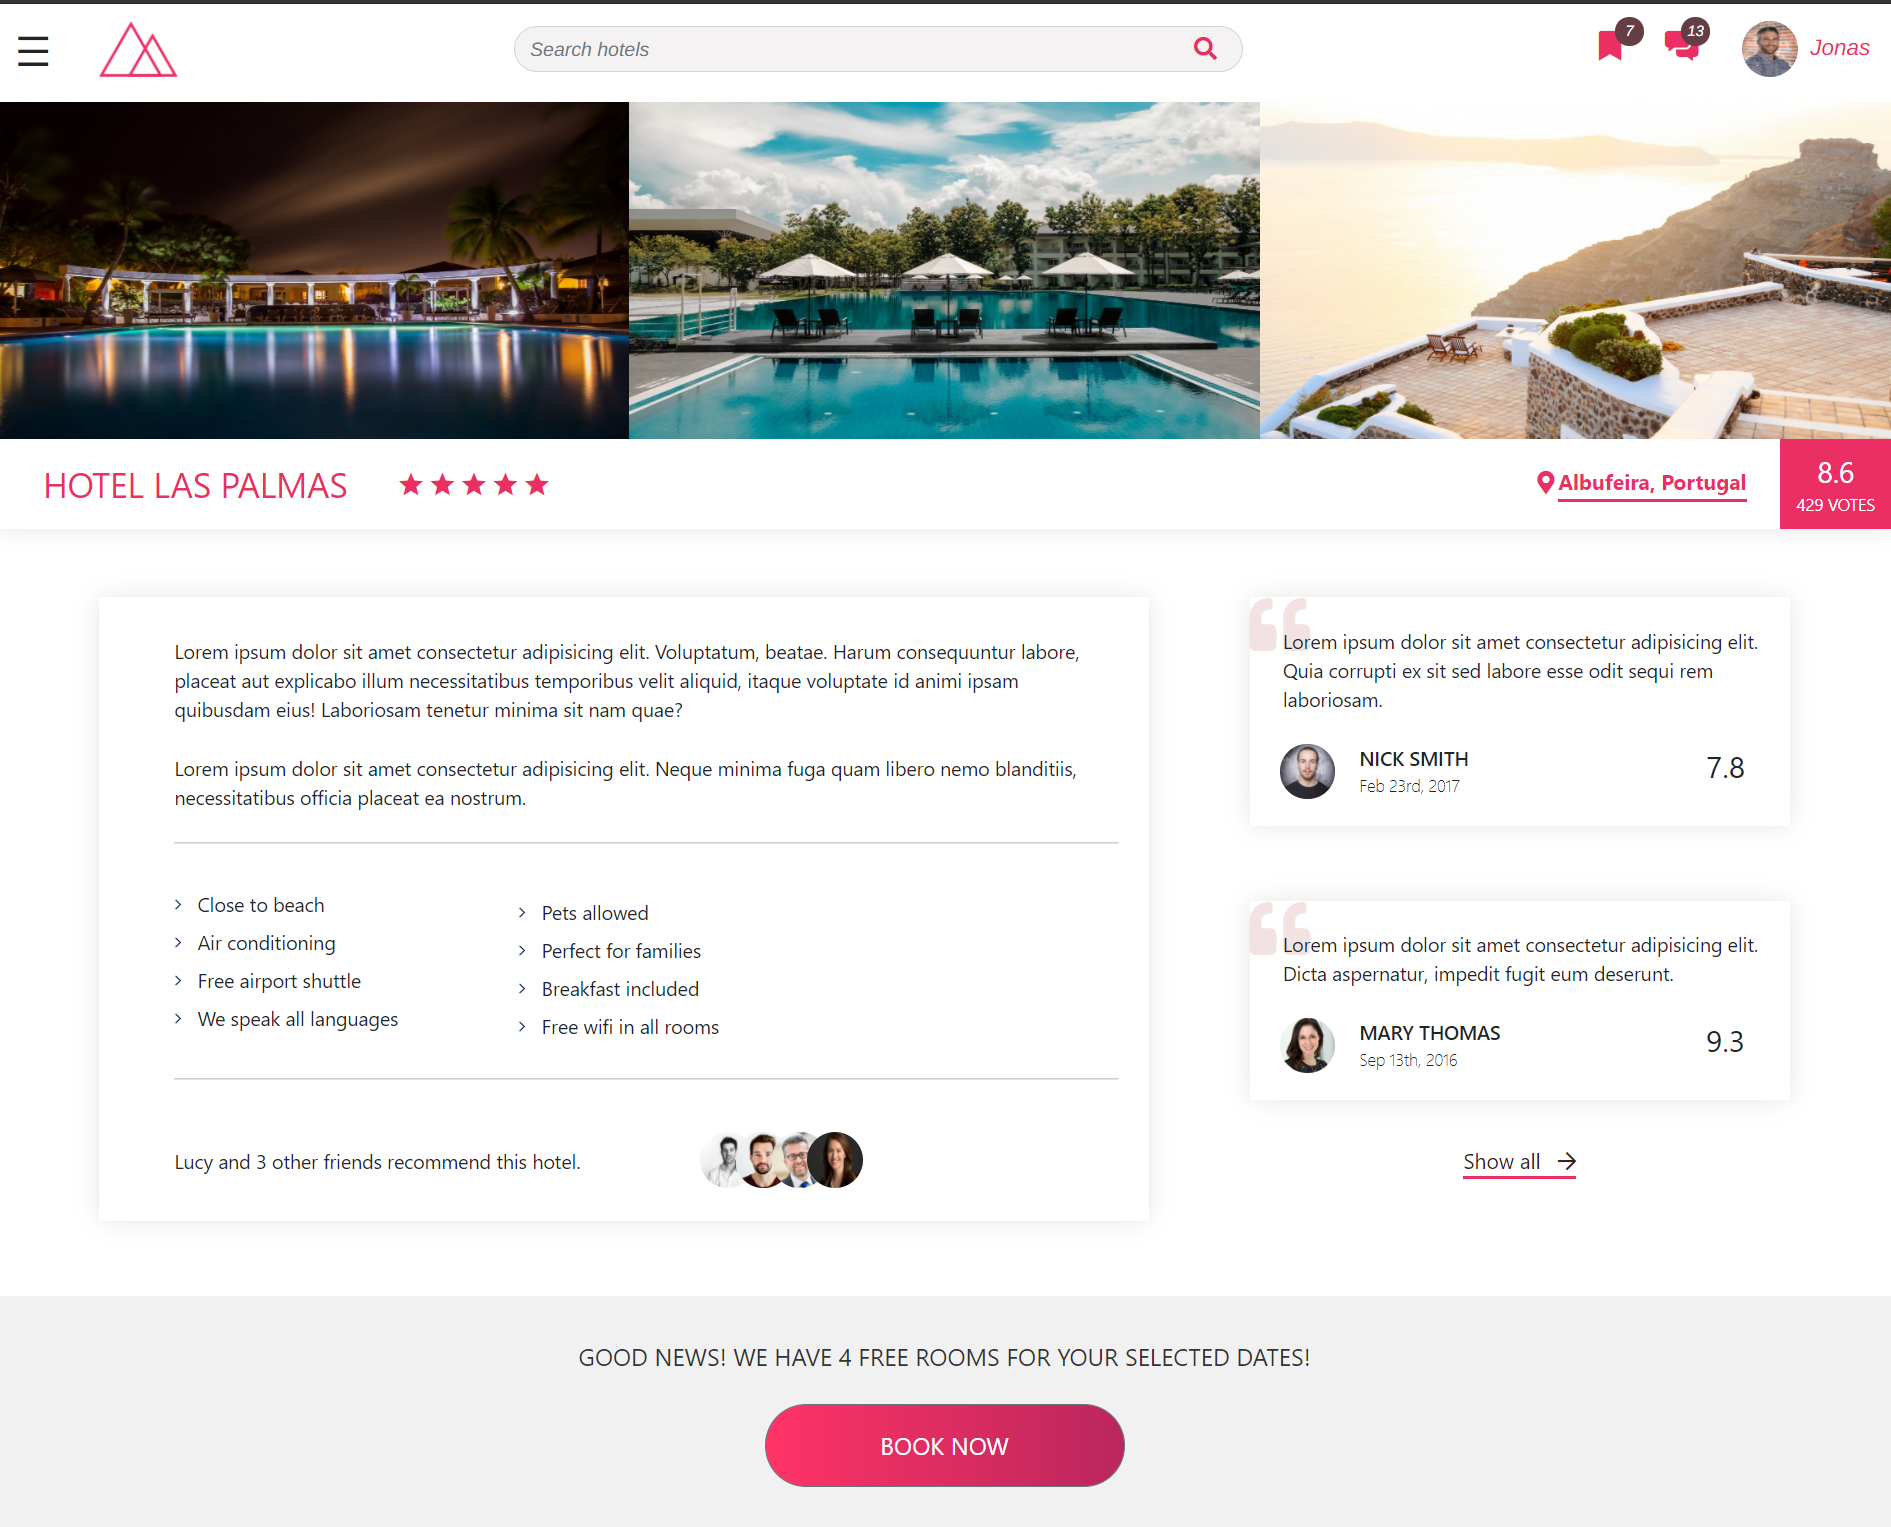 Search hotels
7
13
Jonas
HOTEL LAS PALMAS
Albufeira, Portugal
8.6
429 VOTES
Lorem ipsum dolor sit amet consectetur adipisicing elit. Voluptatum, beatae. Harum consequuntur labore,
placeat aut explicabo illum necessitatibus temporibus velit aliquid, itaque voluptate id animi ipsam
quibusdam eius! Laboriosam tenetur minima sit nam quae?
Lorem ipsum dolor sit amet consectetur adipisicing elit. Neque minima fuga quam libero nemo blanditiis,
necessitatibus officia placeat ea nostrum.
Close to beach
Air conditioning
Free airport shuttle
We speak all languages
Pets allowed
Perfect for families
Breakfast included
Free wifi in all rooms
Lucy and 3 other friends recommend this hotel.
Lorem ipsum dolor sit amet consectetur adipisicing elit.
Quia corrupti ex sit sed labore esse odit sequi rem
laboriosam.
NICK SMITH
Feb 23rd, 2017
7.8
Lorem ipsum dolor sit amet consectetur adipisicing elit.
Dicta aspernatur, impedit fugit eum deserunt.
MARY THOMAS
Sep 13th, 2016
9.3
Show all
GOOD NEWS! WE HAVE 4 FREE ROOMS FOR YOUR SELECTED DATES!
BOOK NOW